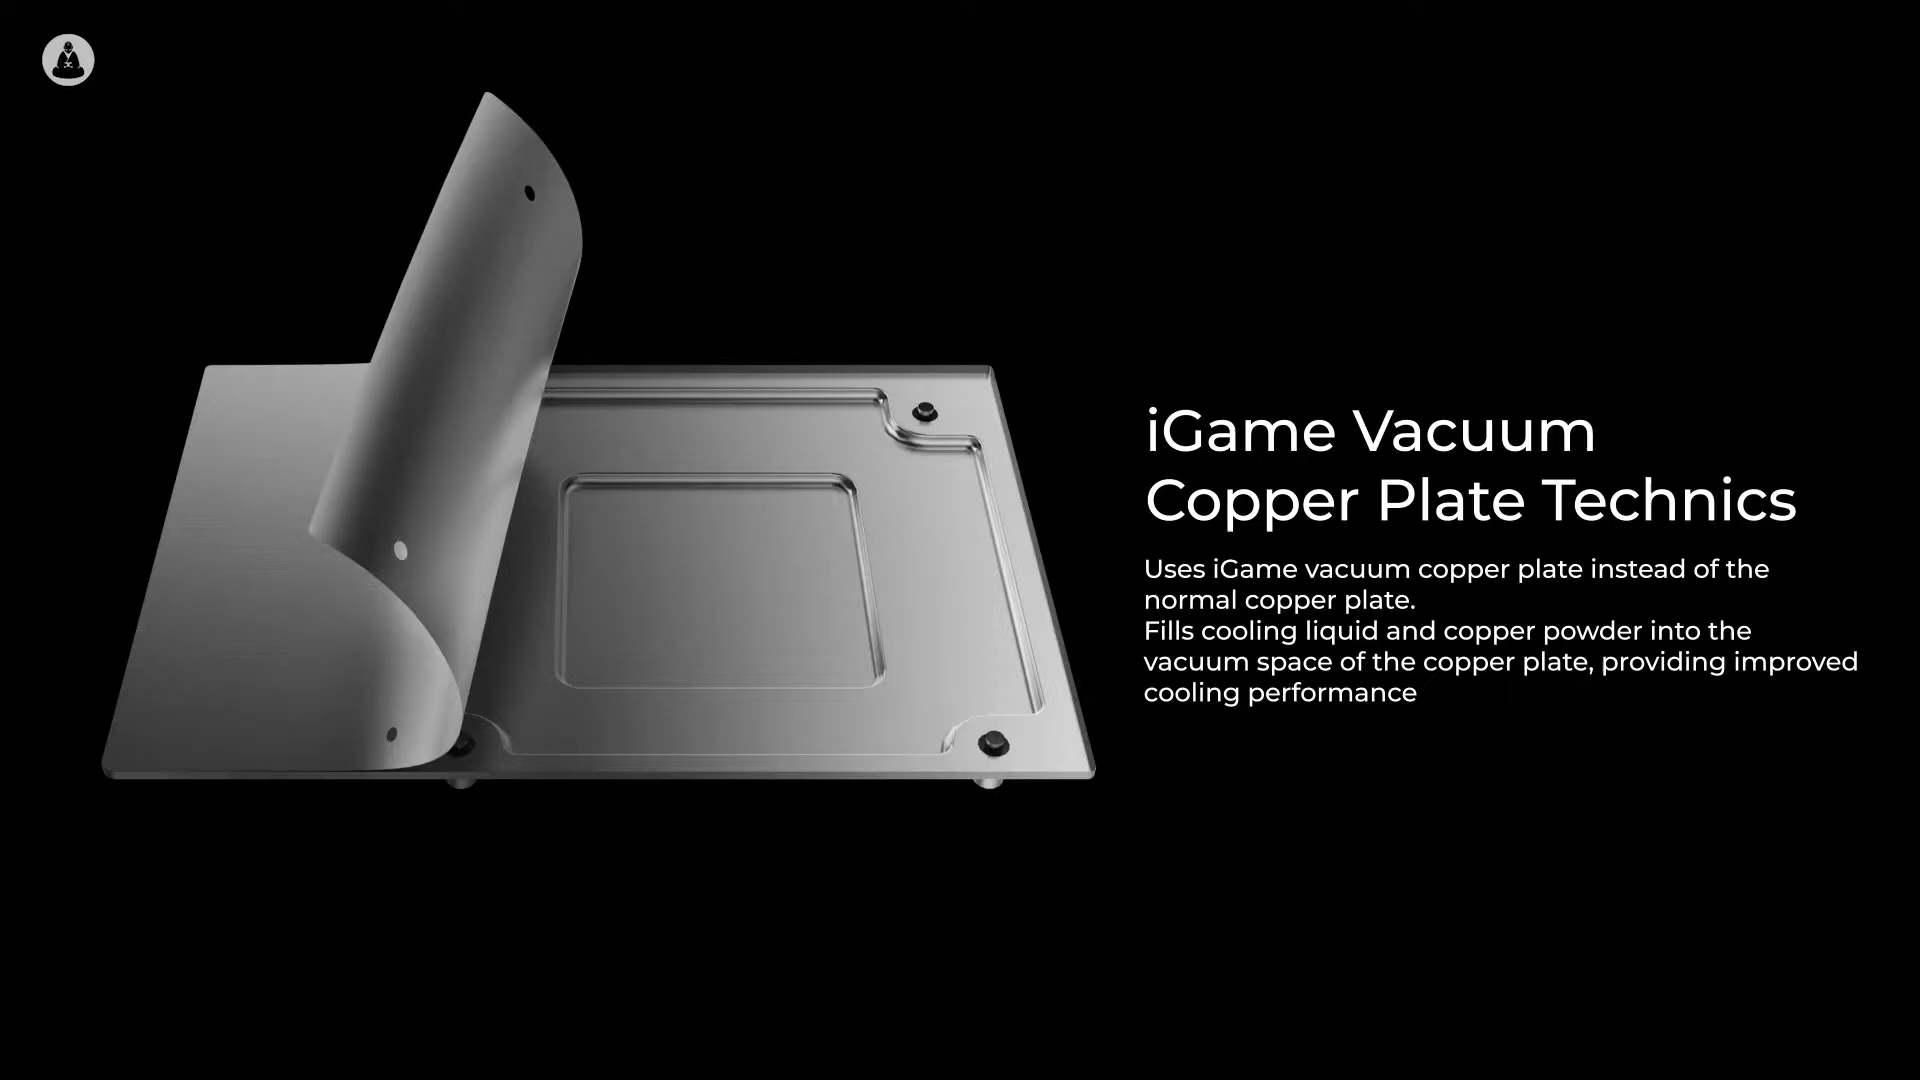 iGame Vacuum
Copper Plate Technics
Uses iGame vacuum copper plate instead of the
normal copper plate.
Fills cooling liquid and copper powder into the
vacuum space of the copper plate, providing improved
cooling performance